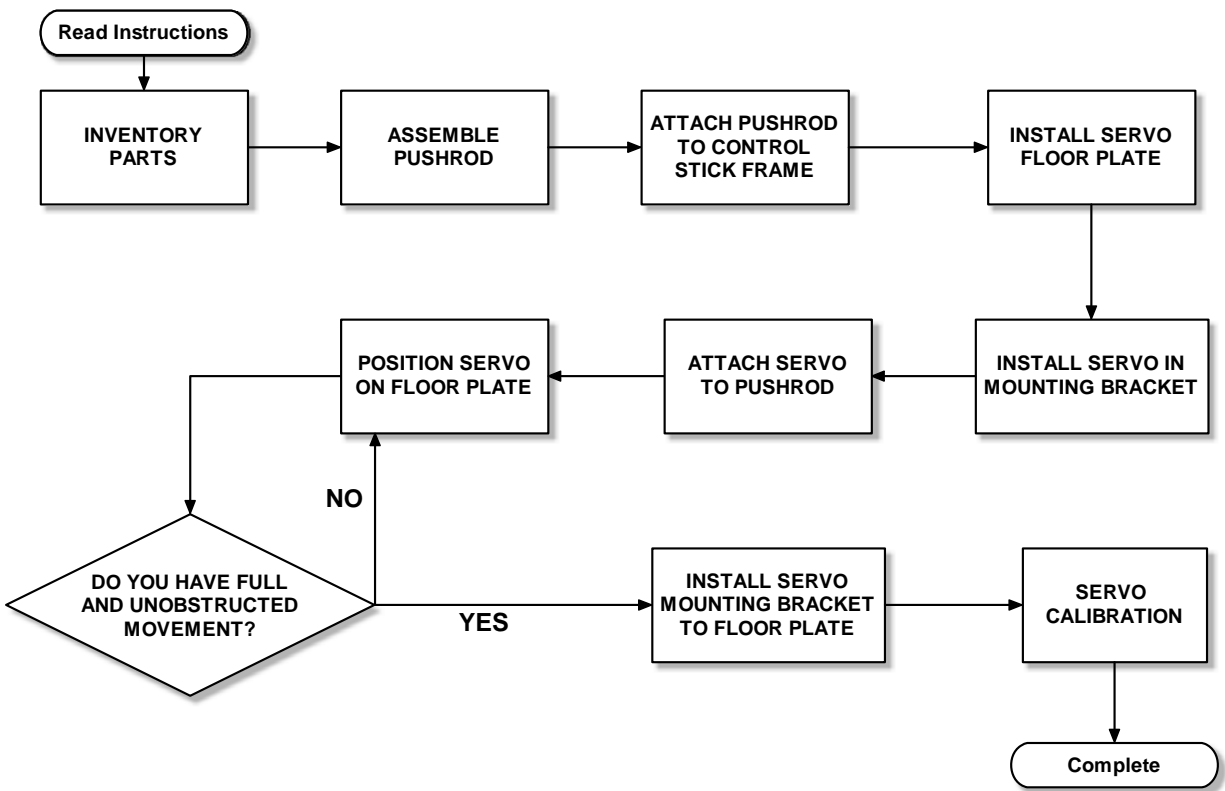 Read Instructions
INVENTORY
PARTS
ASSEMBLE
PUSHROD
ATTACH PUSHROD
TO CONTROL
STICK FRAME
INSTALL SERVO
FLOOR PLATE
INSTALL SERVO IN
MOUNTING BRACKET
ATTACH SERVO
TO PUSHROD
POSITION SERVO
ON FLOOR PLATE
DO YOU HAVE FULL
AND UNOBSTRUCTED
MOVEMENT?
NO
YES
INSTALL SERVO
MOUNTING BRACKET
TO FLOOR PLATE
SERVO
CALIBRATION
Complete